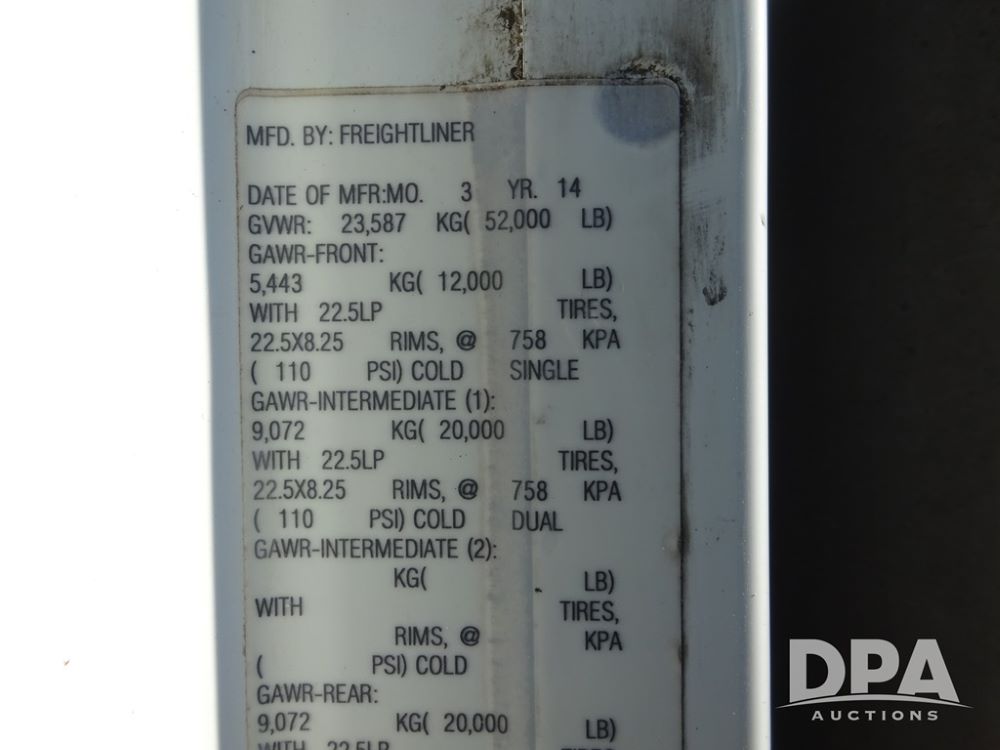 MFD. BY: FREIGHTLINER
DATE OF MFR:MO. 3 YR. 14
GVWR: 23,587 KG( 52,000 LB)
GAWR-FRONT:
5,443 KG( 12,000 LB)
WITH 22.5LP TIRES,
22.5X8.25 RIMS, @ 758 KPA
( 110 PSI) COLD SINGLE
GAWR-INTERMEDIATE (1):
9,072 KG( 20,000 LB)
WITH 22.5LP TIRES,
22.5X8.25 RIMS, @ 758 KPA
( 110 PSI) COLD DUAL
GAWR-INTERMEDIATE (2):
KG( LB)
WITH TIRES,
RIMS, @ KPA
( PSI) COLD
GAWR-REAR:
9,072 KG( 20,000 LB)
WITH 22.5LP TIRES,
DPA
AUCTIONS